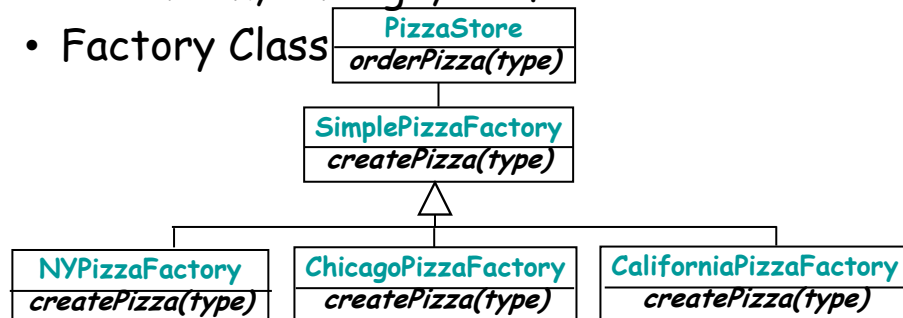 • Factory Class
PizzaStore
orderPizza(type)
SimplePizzaFactory
createPizza(type)
NYPizzaFactory
createPizza(type)
ChicagoPizzaFactory
createPizza(type)
CaliforniaPizzaFactory
createPizza(type)